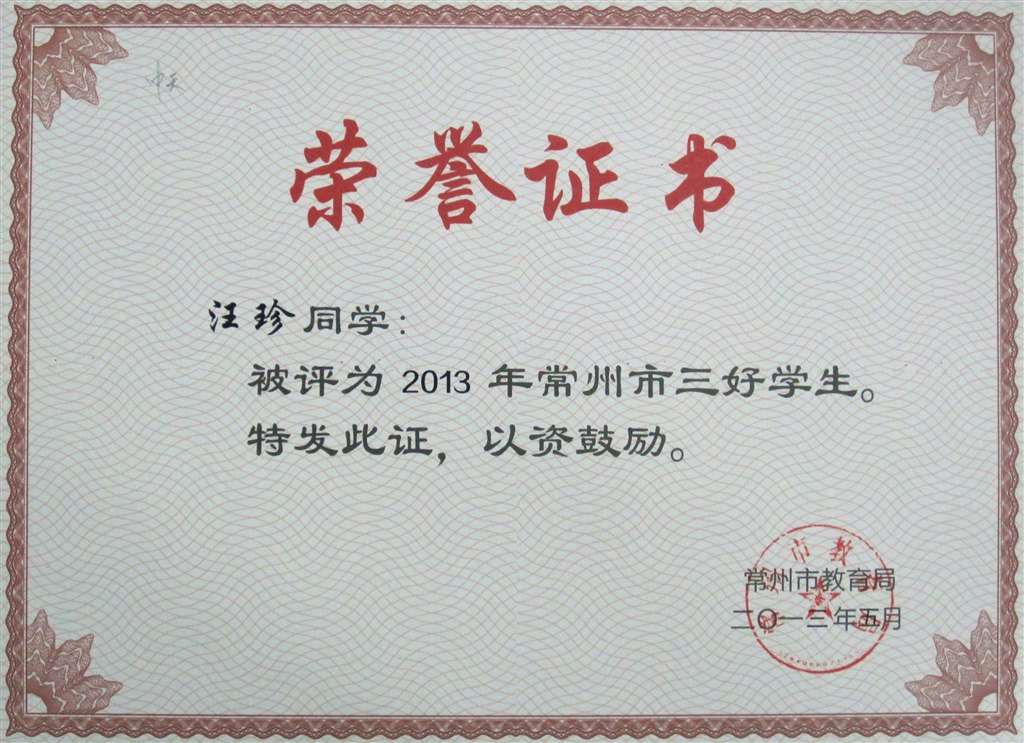 荣誉证书
汪珍同学：
被评为 2013 年常州市三好学生。
特发此证，以资鼓励。
常州市教育局
二〇一三年五月